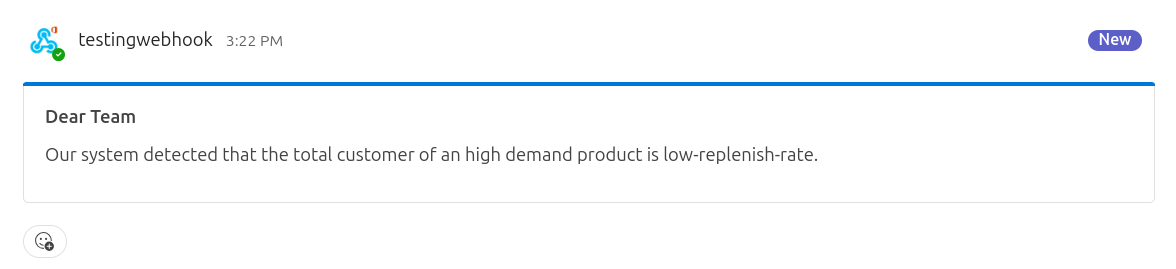 testingwebhook 3:22 PM New
Dear Team
Our system detected that the total customer of an high demand product is low-replenish-rate.